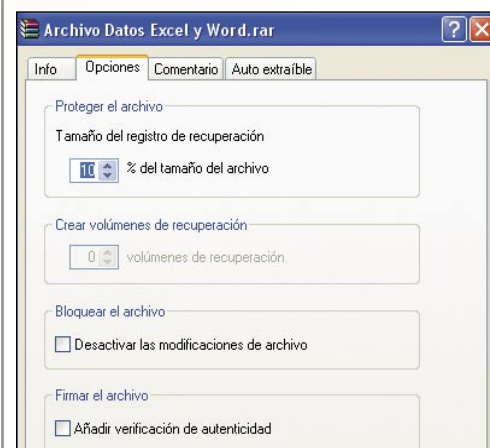 Archivo Datos Excel y Word.rar
Info Opciones Comentario Auto extraíble
Proteger el archivo
Tamaño del registro de recuperación
10 % del tamaño del archivo
Crear volúmenes de recuperación
0 volúmenes de recuperación
Bloquear el archivo
Desactivar las modificaciones de archivo
Firmar el archivo
Añadir verificación de autenticidad